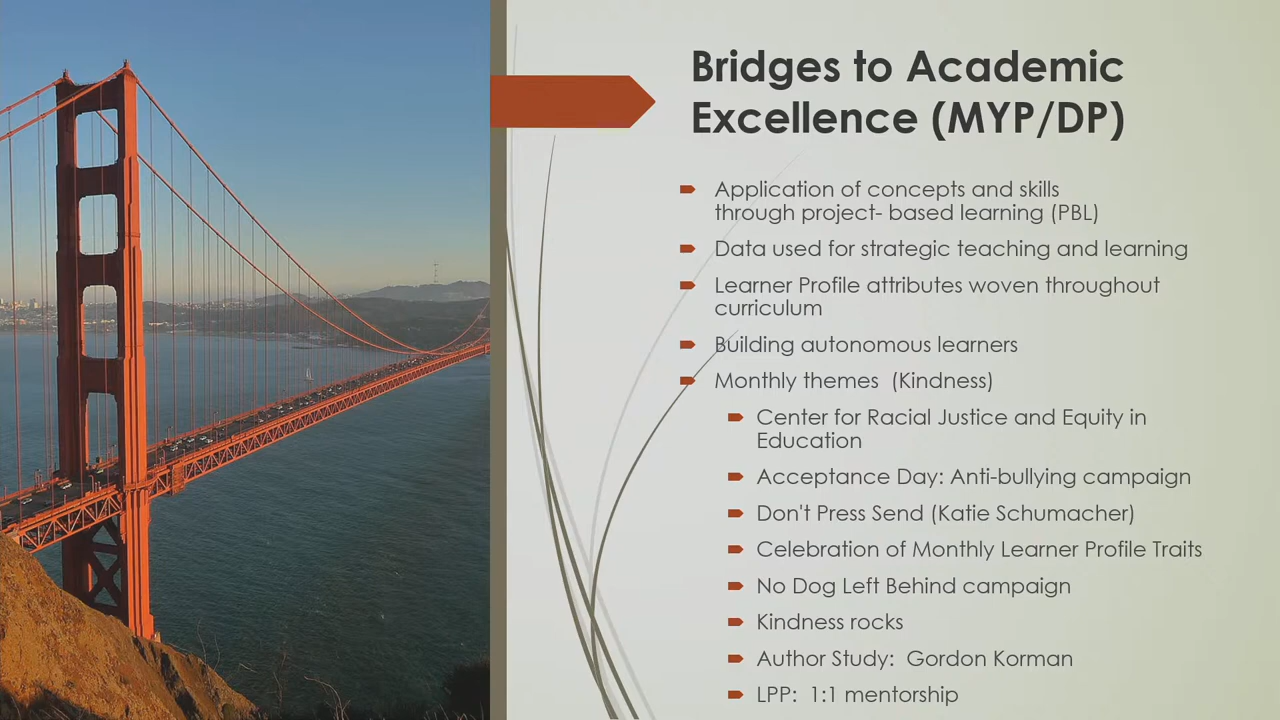 Bridges to Academic
Excellence (MYP/DP)
Application of concepts and skills
through project- based learning (PBL)
Data used for strategic teaching and learning
Learner Profile attributes woven throughout
curriculum
Building autonomous learners
Monthly themes  (Kindness)
Center for Racial Justice and Equity in
Education
Acceptance Day: Anti-bullying campaign
Don't Press Send (Katie Schumacher)
Celebration of Monthly Learner Profile Traits
No Dog Left Behind campaign
Kindness rocks
Author Study:  Gordon Korman
LPP:  1:1 mentorship